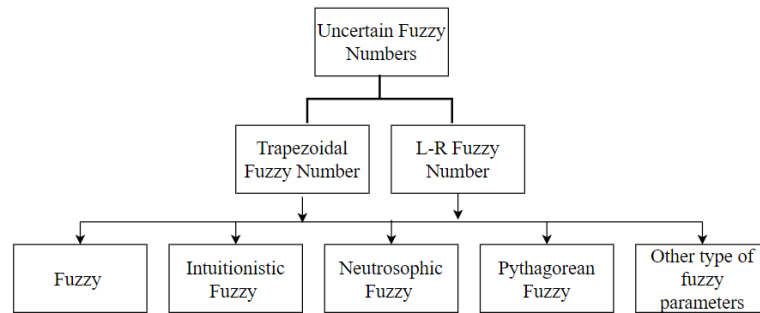 Uncertain Fuzzy
Numbers
Trapezoidal
Fuzzy Number
L-R Fuzzy
Number
Fuzzy
Intuitionistic
Fuzzy
Neutrosophic
Fuzzy
Pythagorean
Fuzzy
Other type of
fuzzy
parameters